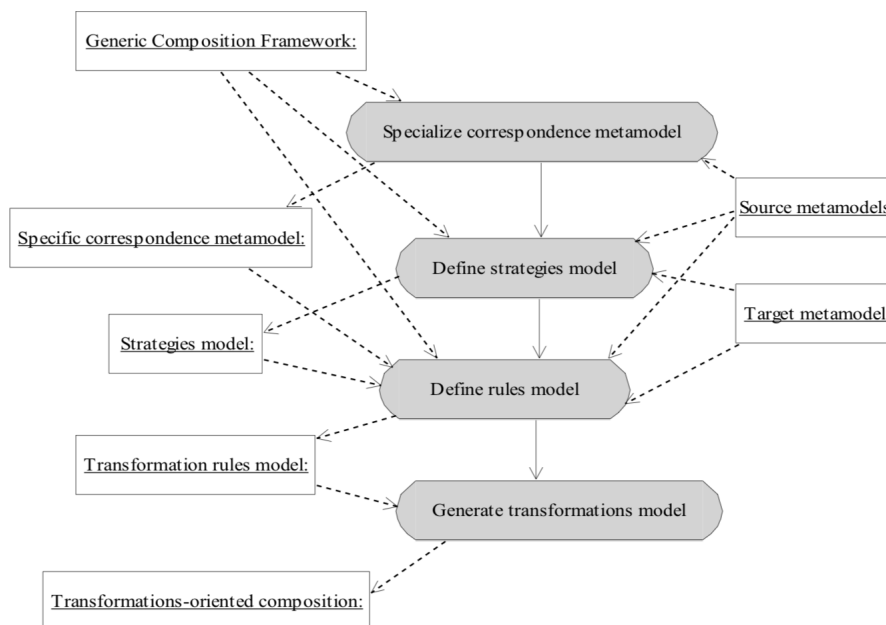 Generic Composition Framework:
Specialize correspondence metamodel
Source metamodels
Specific correspondence metamodel:
Define strategies model
Target metamodel
Strategies model:
Define rules model
Transformation rules model:
Generate transformations model
Transformations-oriented composition: